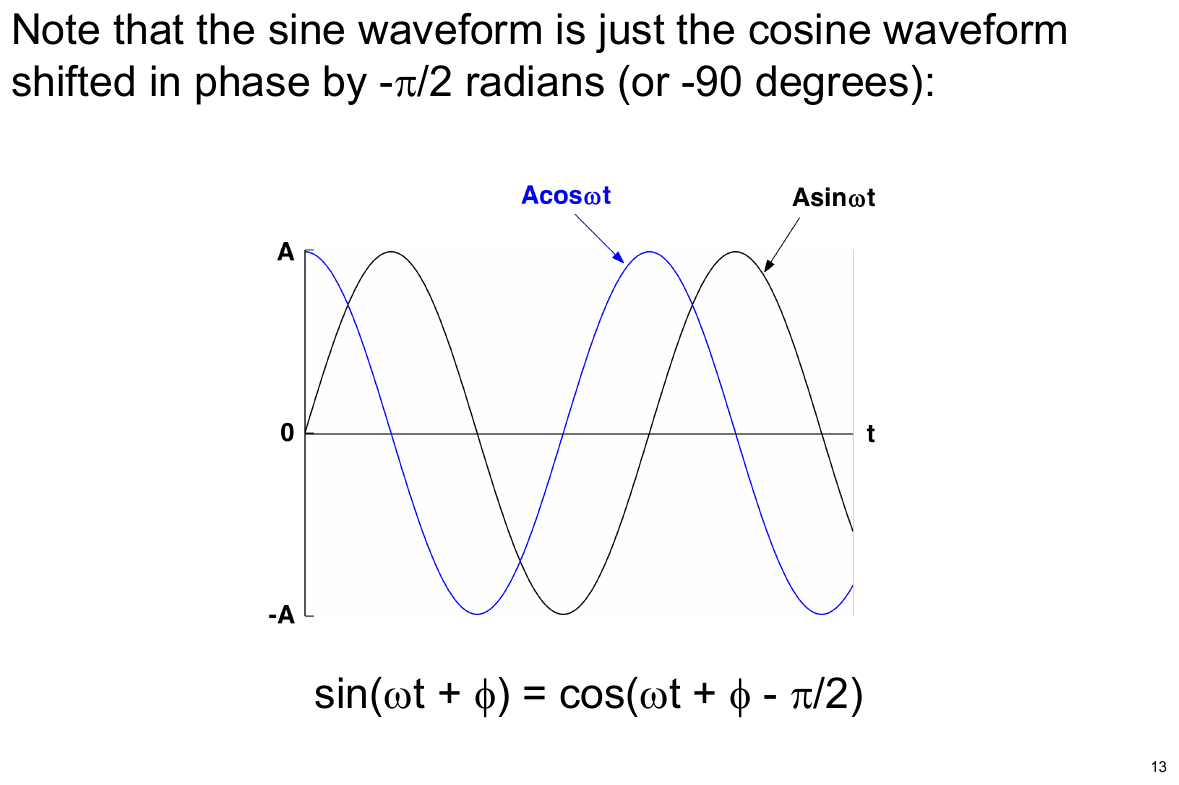 Note that the sine waveform is just the cosine waveform
shifted in phase by -π/2 radians (or -90 degrees):
Acosωt
Asinωt
A
0
t
-A
sin(ωt + ϕ) = cos(ωt + ϕ - π/2)
13